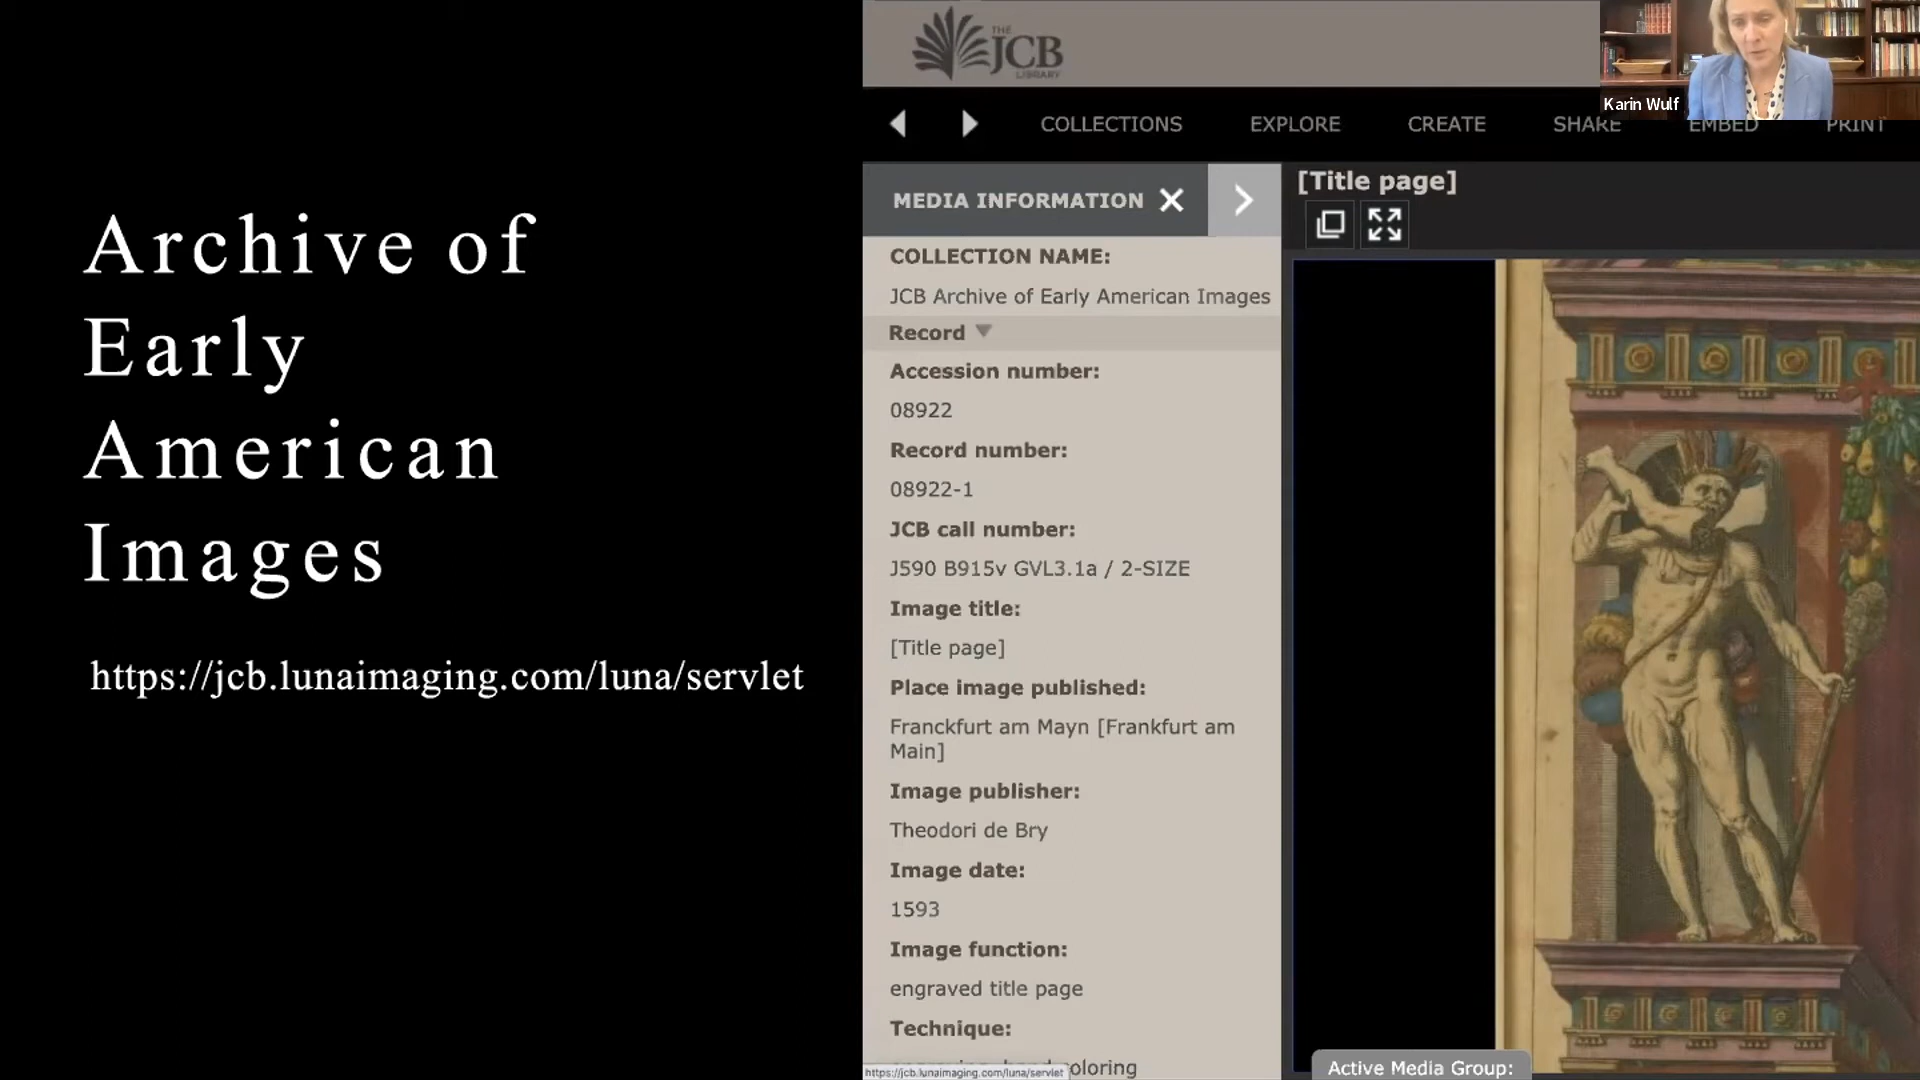 Archive of
Early
American
Images
https://jcb.lunaimaging.com/luna/servlet
THE
JCB
LIBRARY
Karin Wulf
COLLECTIONS EXPLORE CREATE SHARE EMBED PRINT
MEDIA INFORMATION
[Title page]
COLLECTION NAME:
JCB Archive of Early American Images
Record
Accession number:
08922
Record number:
08922-1
JCB call number:
J590 B915v GVL3.1a / 2-SIZE
Image title:
[Title page]
Place image published:
Franckfurt am Mayn [Frankfurt am
Main]
Image publisher:
Theodori de Bry
Image date:
1593
Image function:
engraved title page
Technique:
https://jcb.lunaimaging.com/luna/servlet
Active Media Group: